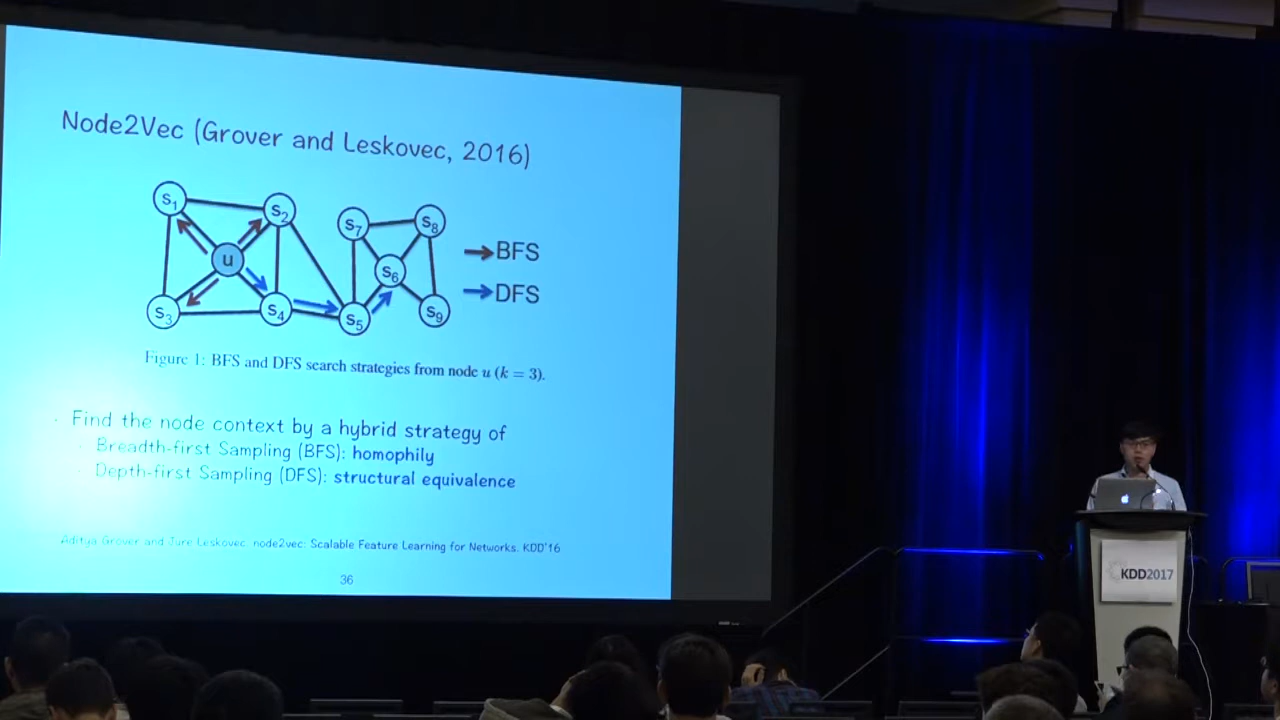 Node2Vec (Grover and Leskovec, 2016)
S1
S2
S7
S8
u
S6
S3
S4
S5
S9
BFS
DFS
Figure 1: BFS and DFS search strategies from node u (k = 3).
Find the node context by a hybrid strategy of
Breadth-first Sampling (BFS): homophily
Depth-first Sampling (DFS): structural equivalence
Aditya Grover and Jure Leskovec. node2vec: Scalable Feature Learning for Networks. KDD'16
36
KDD2017